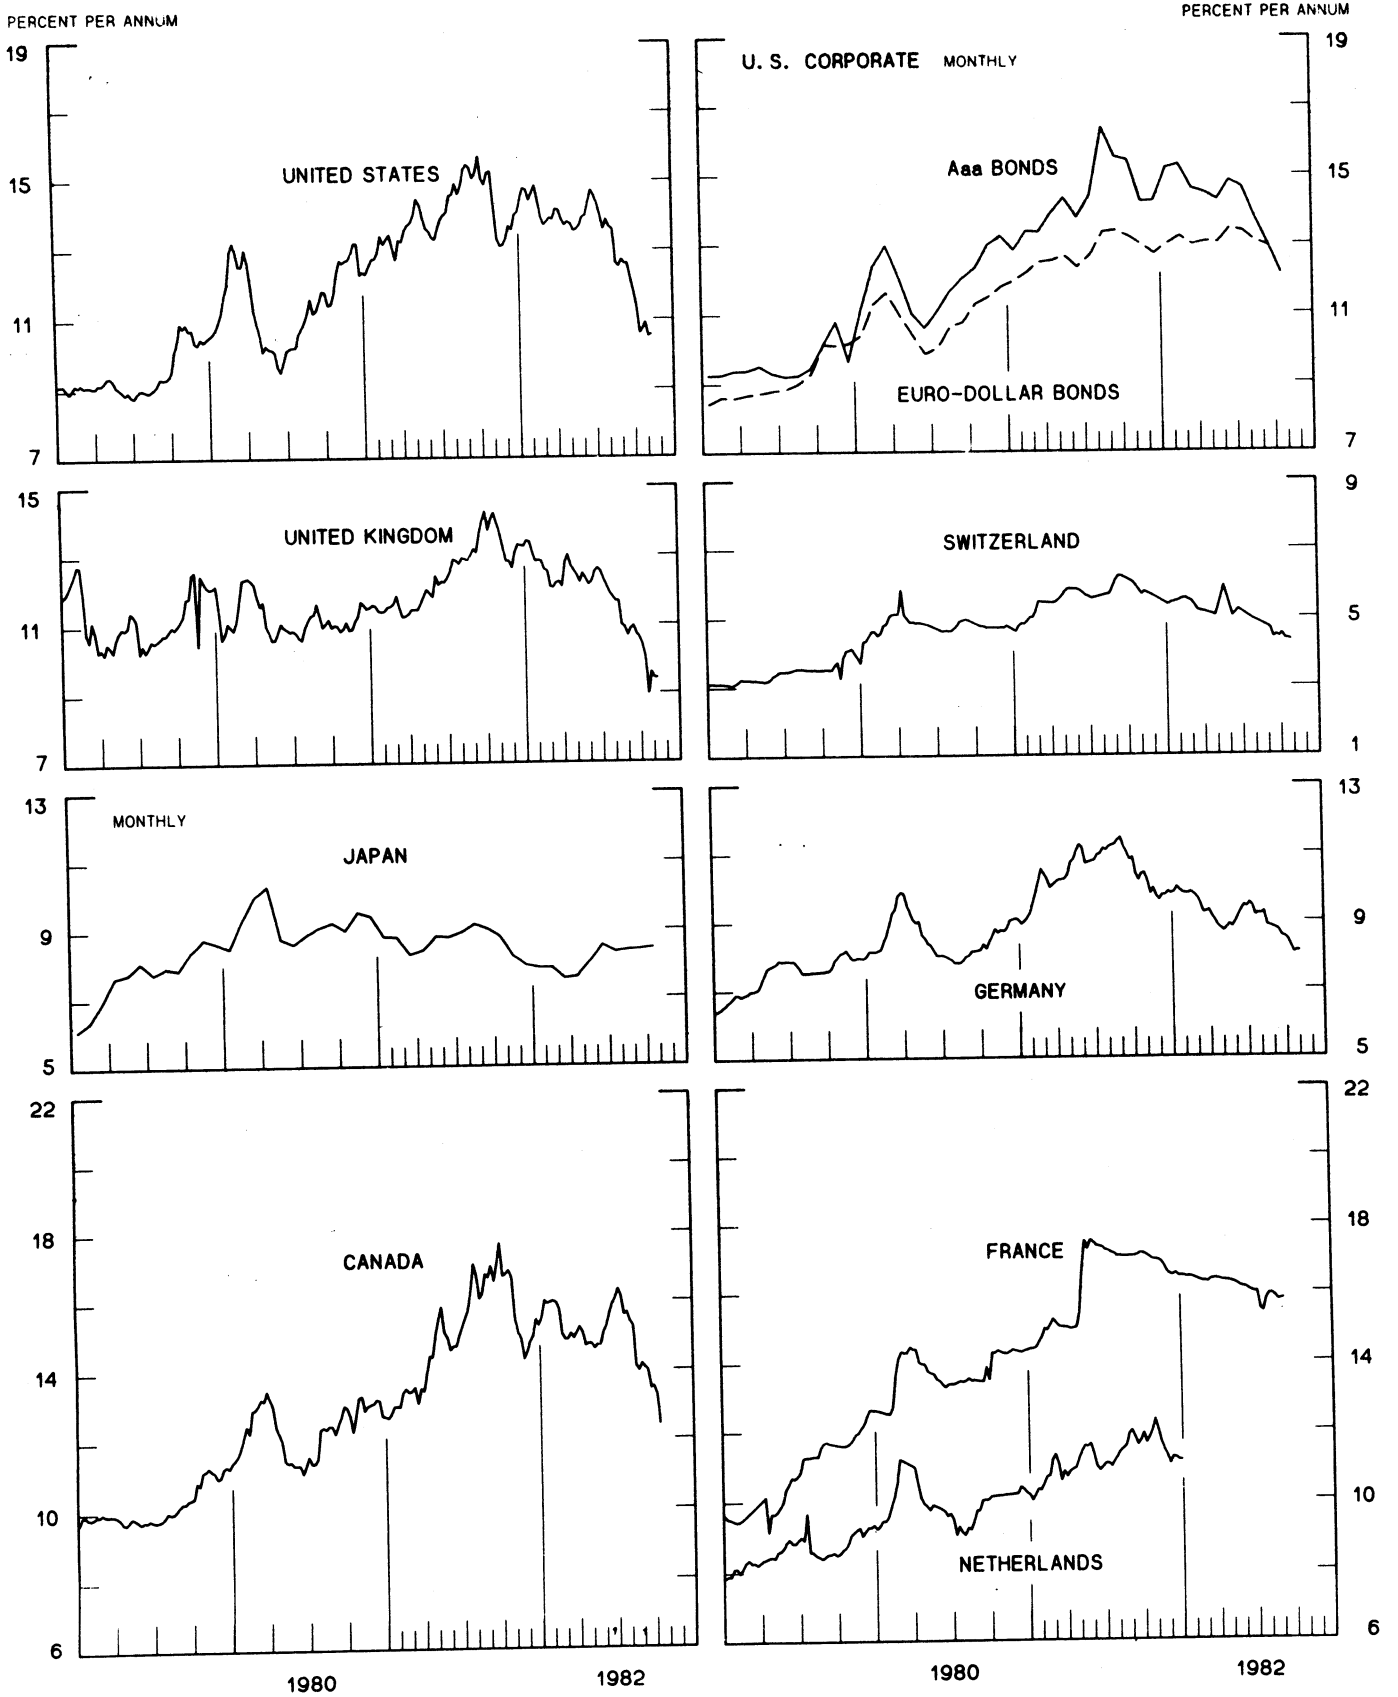 PERCENT PER ANNUM
PERCENT PER ANNUM
19
15
11
7
UNITED STATES
U. S. CORPORATE MONTHLY
Aaa BONDS
EURO-DOLLAR BONDS
19
15
11
7
15
11
7
UNITED KINGDOM
SWITZERLAND
9
5
1
13
9
5
MONTHLY
JAPAN
GERMANY
13
9
5
22
18
14
10
6
CANADA
1980
1982
FRANCE
NETHERLANDS
22
18
14
10
6
1980
1982